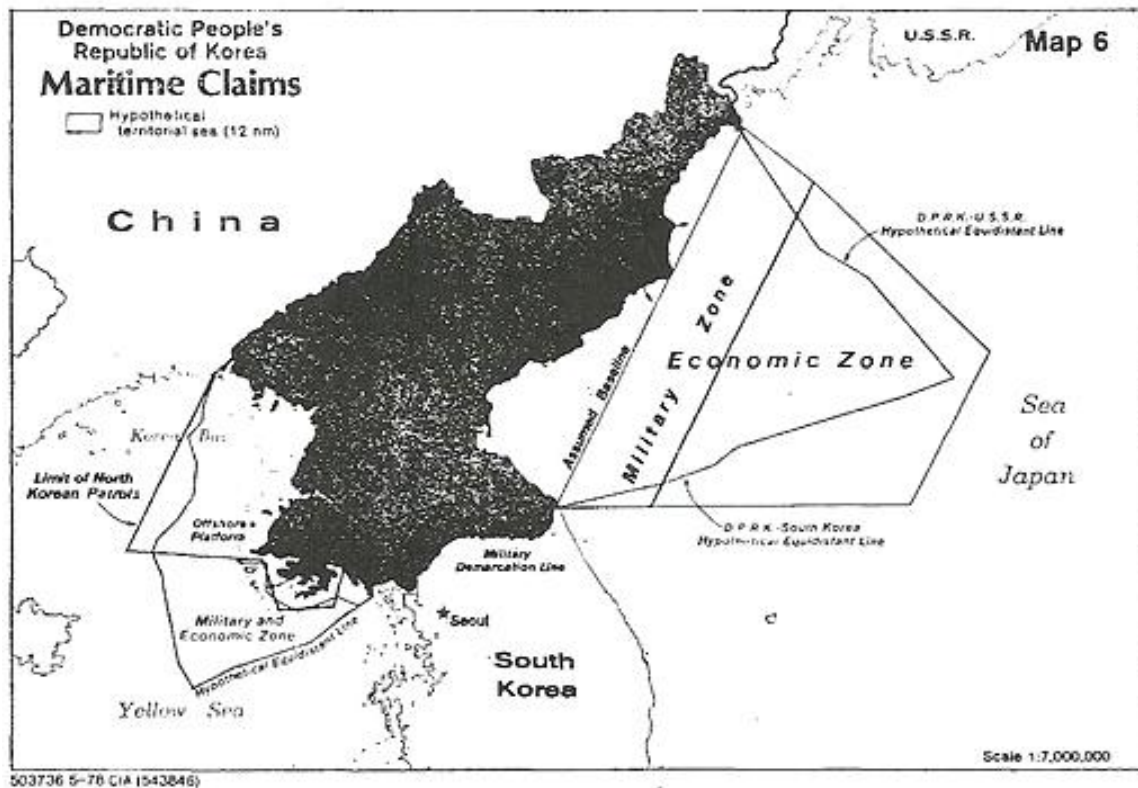 Democratic People's
Republic of Korea
Maritime Claims
Hypothetical
territorial sea (12 nm)
U.S.S.R.
Map 6
China
D.P.R.K.-U.S.S.R.
Hypothetical Equidistant Line
Military Zone
Economic Zone
Assumed Baseline
Sea
of
Japan
Korea Bay
Limit of North
Korean Patrols
Offshore
Platform
D.P.R.K.-South Korea
Hypothetical Equidistant Line
Military
Demarcation Line
Military and
Economic Zone
Hypothetical Equidistant Line
Seoul
South
Korea
Yellow Sea
Scale 1:7,000,000
503736 5-78 CIA (543846)